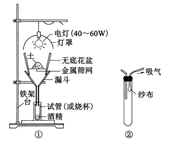 电灯(40~60W)
灯罩
土
无底花盆
金属筛网
漏斗
铁架台
试管(或烧杯)
酒精
①
吸气
纱布
②